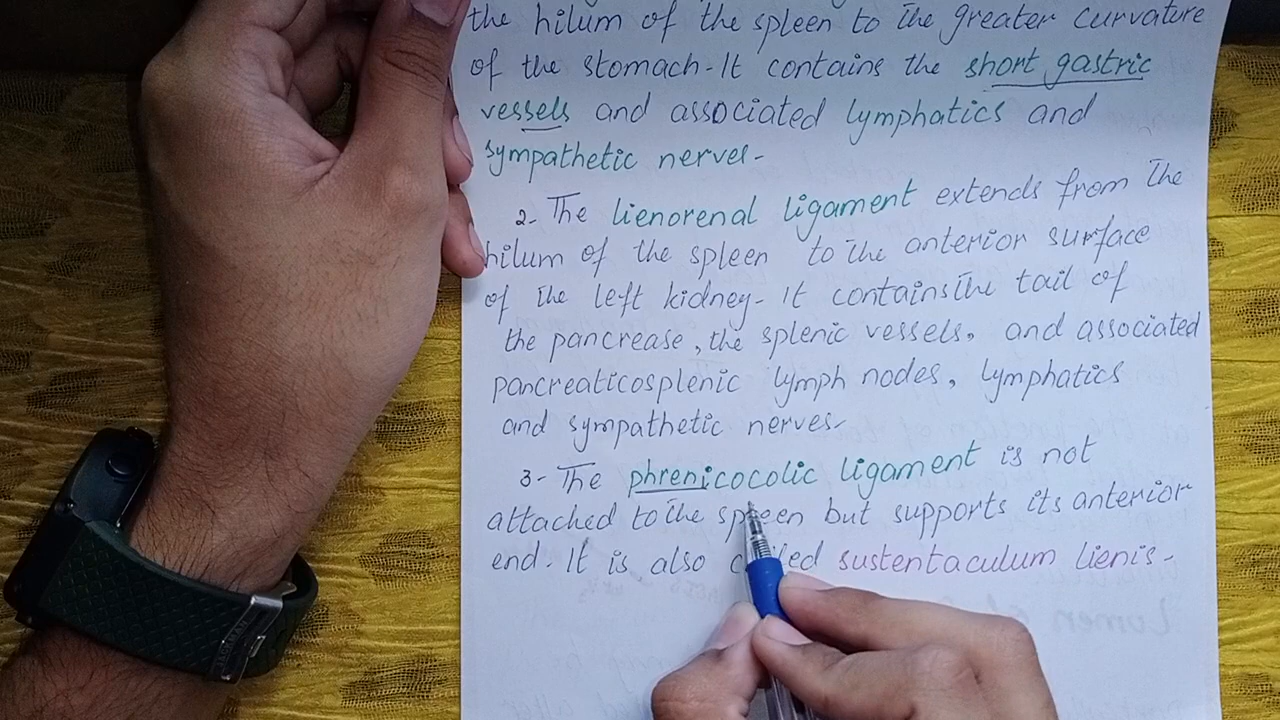 the hilum of the spleen to the greater curvature
of the stomach. It contains the short gastric
vessels and associated lymphatics and
sympathetic nerves.
2- The lienorenal ligament extends from the
hilum of the spleen to the anterior surface
of the left kidney. It contains the tail of
the pancrease, the splenic vessels, and associated
pancreaticosplenic lymph nodes, lymphatics
and sympathetic nerves.
3- The phrenicocolic ligament is not
attached to the spleen but supports its anterior
end. It is also called sustentaculum lienis.